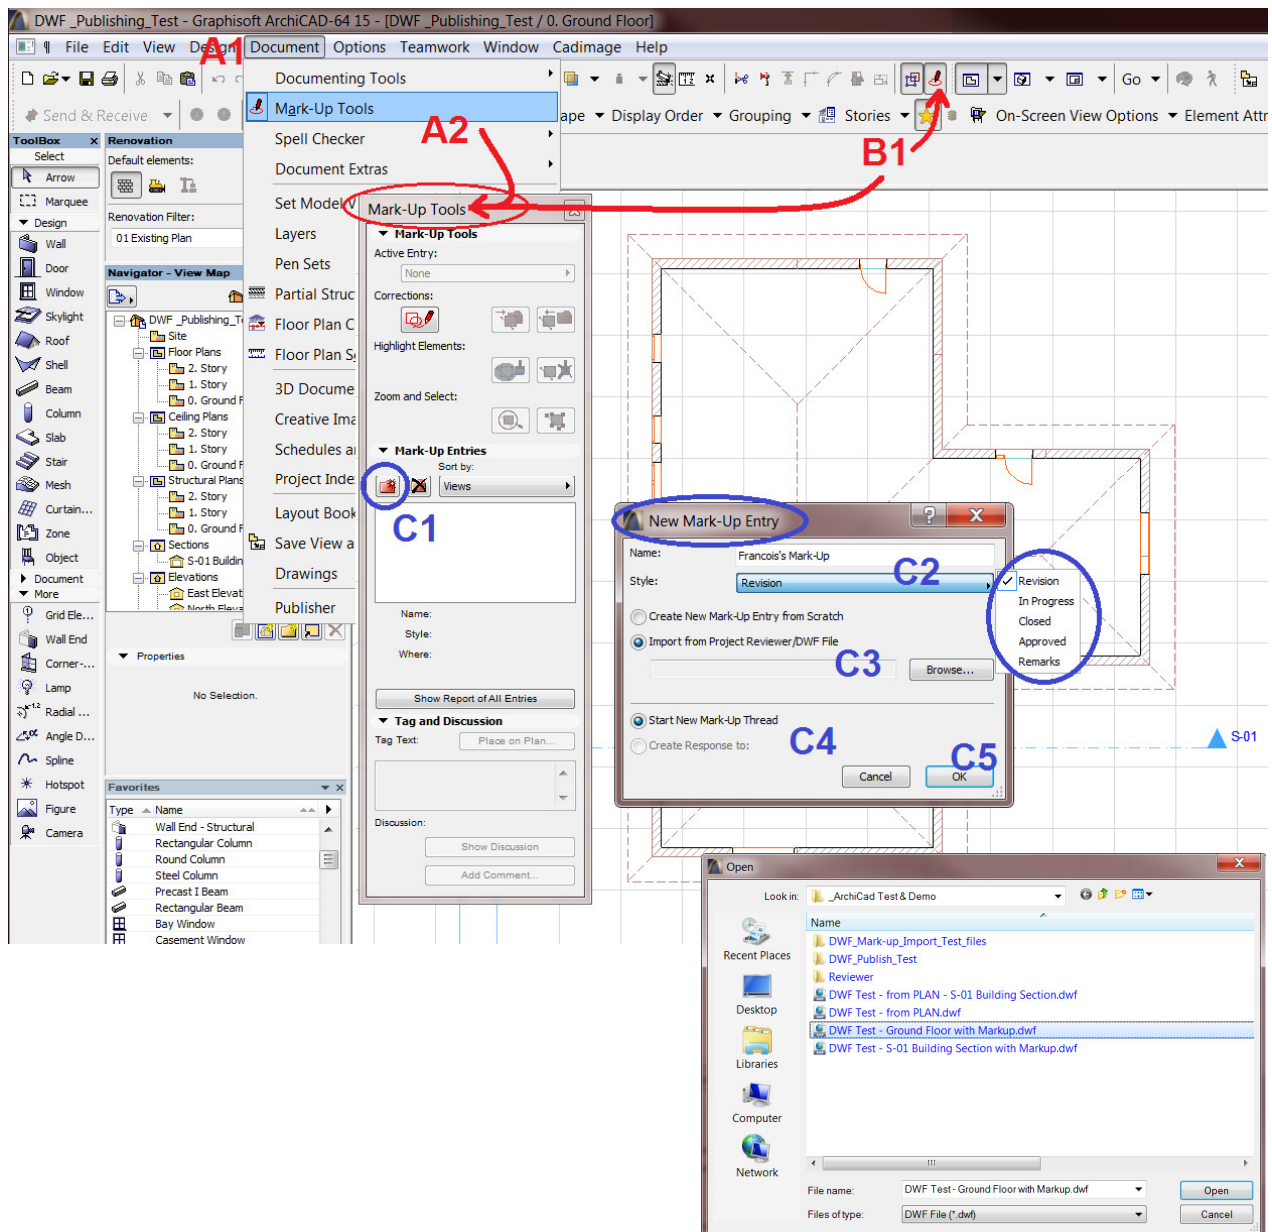 DWF _Publishing_Test - Graphisoft ArchiCAD-64 15 - [DWF _Publishing_Test / 0. Ground Floor]
File Edit View Design Document Options Teamwork Window Cadimage Help
A1
Go
Send & Receive
Display Order
Grouping
Stories
On-Screen View Options
Element Attr
Documenting Tools
Mark-Up Tools
Spell Checker
Document Extras
Set Model V
Layers
Pen Sets
Partial Struc
Floor Plan C
Floor Plan S
3D Docume
Creative Ima
Schedules a
Project Inde
Layout Book
Save View a
Drawings
Publisher
A2
B1
ToolBox x
Select
Arrow
Marquee
Design
Wall
Door
Window
Skylight
Roof
Shell
Beam
Column
Slab
Stair
Mesh
Curtain...
Zone
Object
Document
More
Grid Ele...
Wall End
Corner-...
Lamp
Radial ...
Angle D...
Spline
Hotspot
Figure
Camera
Renovation
Default elements:
Renovation Filter:
01 Existing Plan
Navigator - View Map
DWF _Publishing_T
Site
Floor Plans
2. Story
1. Story
0. Ground F
Ceiling Plans
2. Story
1. Story
0. Ground F
Structural Plans
2. Story
1. Story
0. Ground F
Sections
S-01 Buildin
Elevations
East Elevat
North Eleva
Properties
No Selection.
Favorites
Type Name
Wall End - Structural
Rectangular Column
Round Column
Steel Column
Precast I Beam
Rectangular Beam
Bay Window
Casement Window
Mark-Up Tools
Mark-Up Tools
Active Entry:
None
Corrections:
Highlight Elements:
Zoom and Select:
Mark-Up Entries
Sort by:
Views
C1
Name:
Style:
Where:
Show Report of All Entries
Tag and Discussion
Tag Text:
Place on Plan...
Discussion:
Show Discussion
Add Comment...
New Mark-Up Entry
Name: Francois's Mark-Up
Style: Revision
C2
Create New Mark-Up Entry from Scratch
Import from Project Reviewer/DWF File
C3
Browse...
Start New Mark-Up Thread
Create Response to:
C4
C5
Cancel OK
Revision
In Progress
Closed
Approved
Remarks
S-01
Open
Look in: _ArchiCad Test & Demo
Name
Recent Places
Desktop
Libraries
Computer
Network
DWF_Mark-up_Import_Test_files
DWF_Publish_Test
Reviewer
DWF Test - from PLAN - S-01 Building Section.dwf
DWF Test - from PLAN.dwf
DWF Test - Ground Floor with Markup.dwf
DWF Test - S-01 Building Section with Markup.dwf
File name: DWF Test - Ground Floor with Markup.dwf Open
Files of type: DWF File (*.dwf) Cancel